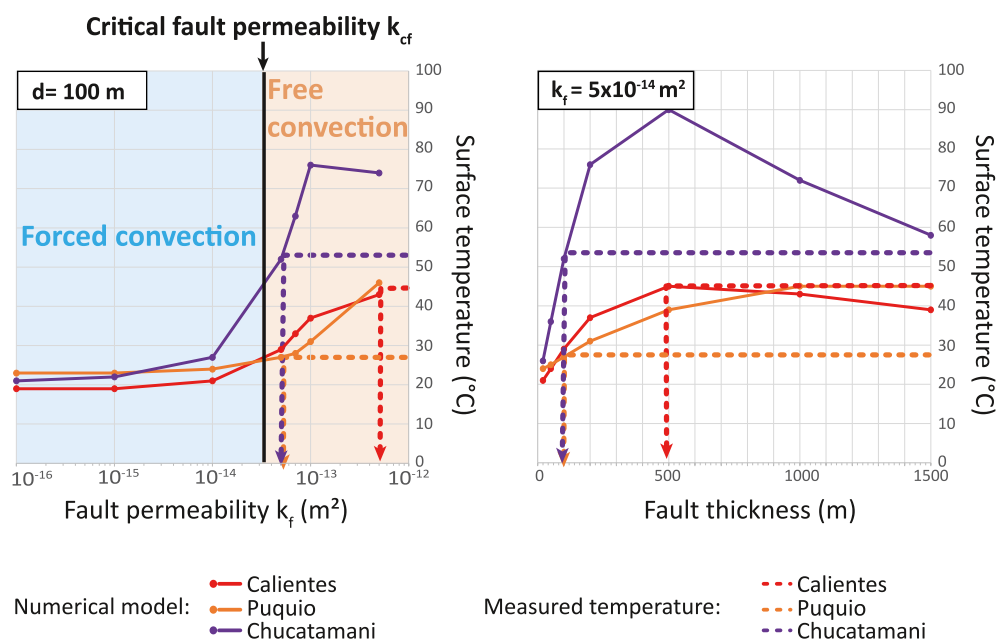 Critical fault permability k_cf
d= 100 m
Free
convection
Forced convection
100
90
80
70
60
50
40
30
20
10
0
Surface temperature (°C)
10^-16 10^-15 10^-14 10^-13 10^-12
Fault permeability k_f (m²)
k_f = 5x10^-14 m²
100
90
80
70
60
50
40
30
20
10
0
Surface temperature (°C)
0 500 1000 1500
Fault thickness (m)
Numerical model:
Calientes
Puquio
Chucatamani
Measured temperature:
Calientes
Puquio
Chucatamani